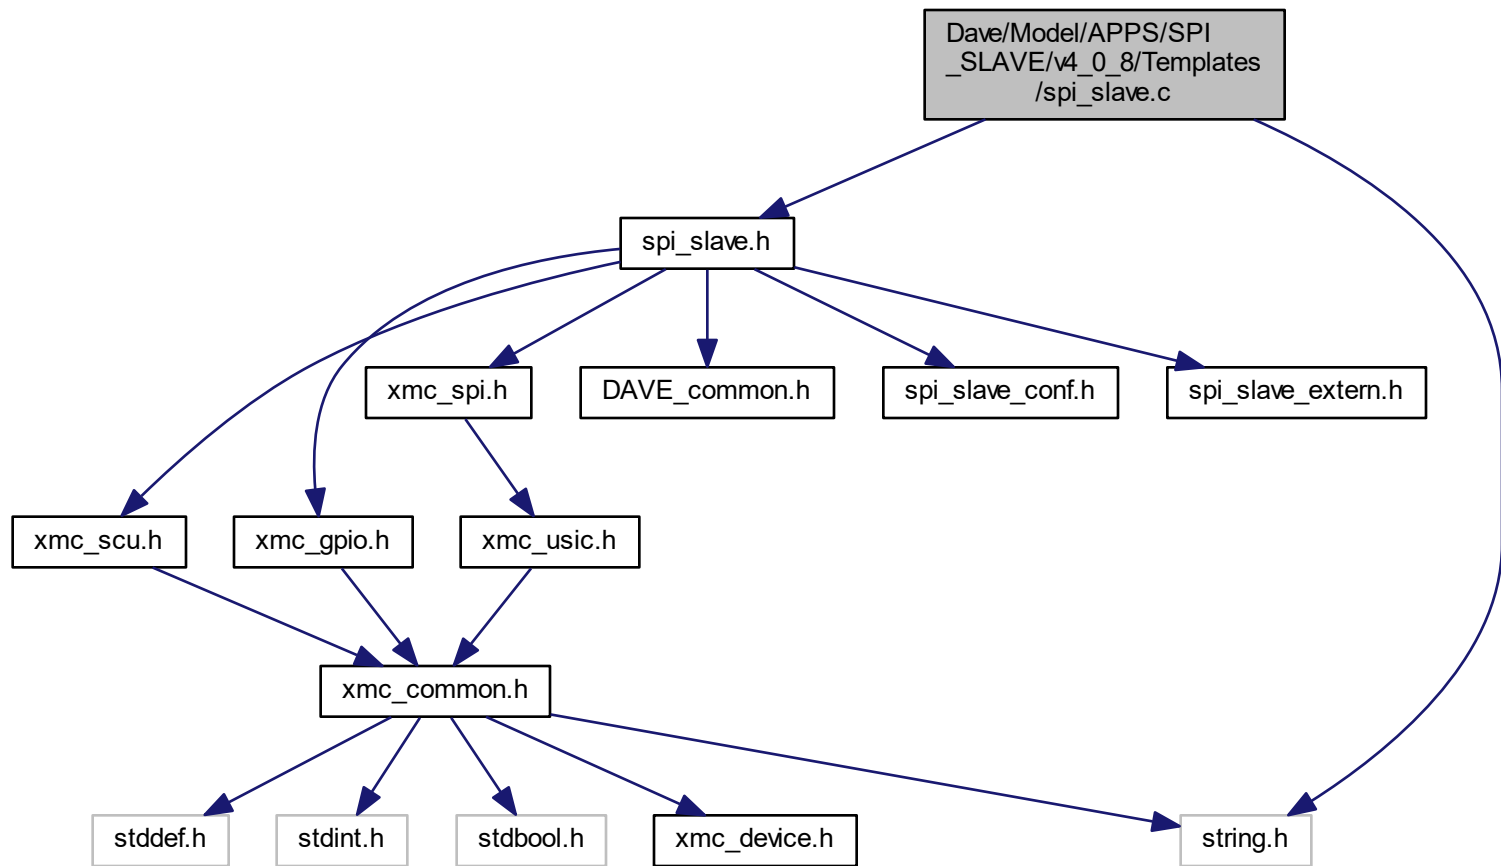 Dave/Model/APPS/SPI
_SLAVE/v4_0_8/Templates
/spi_slave.c
spi_slave.h
xmc_spi.h
DAVE_common.h
spi_slave_conf.h
spi_slave_extern.h
xmc_scu.h
xmc_gpio.h
xmc_usic.h
xmc_common.h
stddef.h
stdint.h
stdbool.h
xmc_device.h
string.h